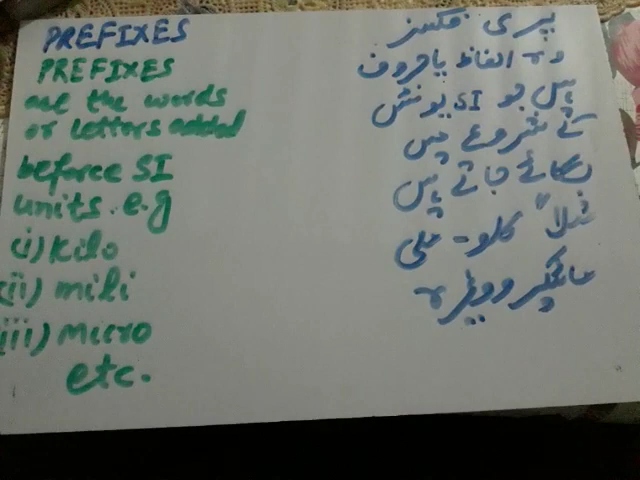 PREFIXES
PREFIXES
are the words
or letters added
beforce SI
units. e.g
(i) kilo
(ii) mili
(iii) Micro
etc.
پری فکسز
وہ الفاظ یا حروف
ہیں جو SI یونٹس
کے شروع میں
لگائے جاتے ہیں
مثلاً کلو - ملی
مائیکرو وغیرہ